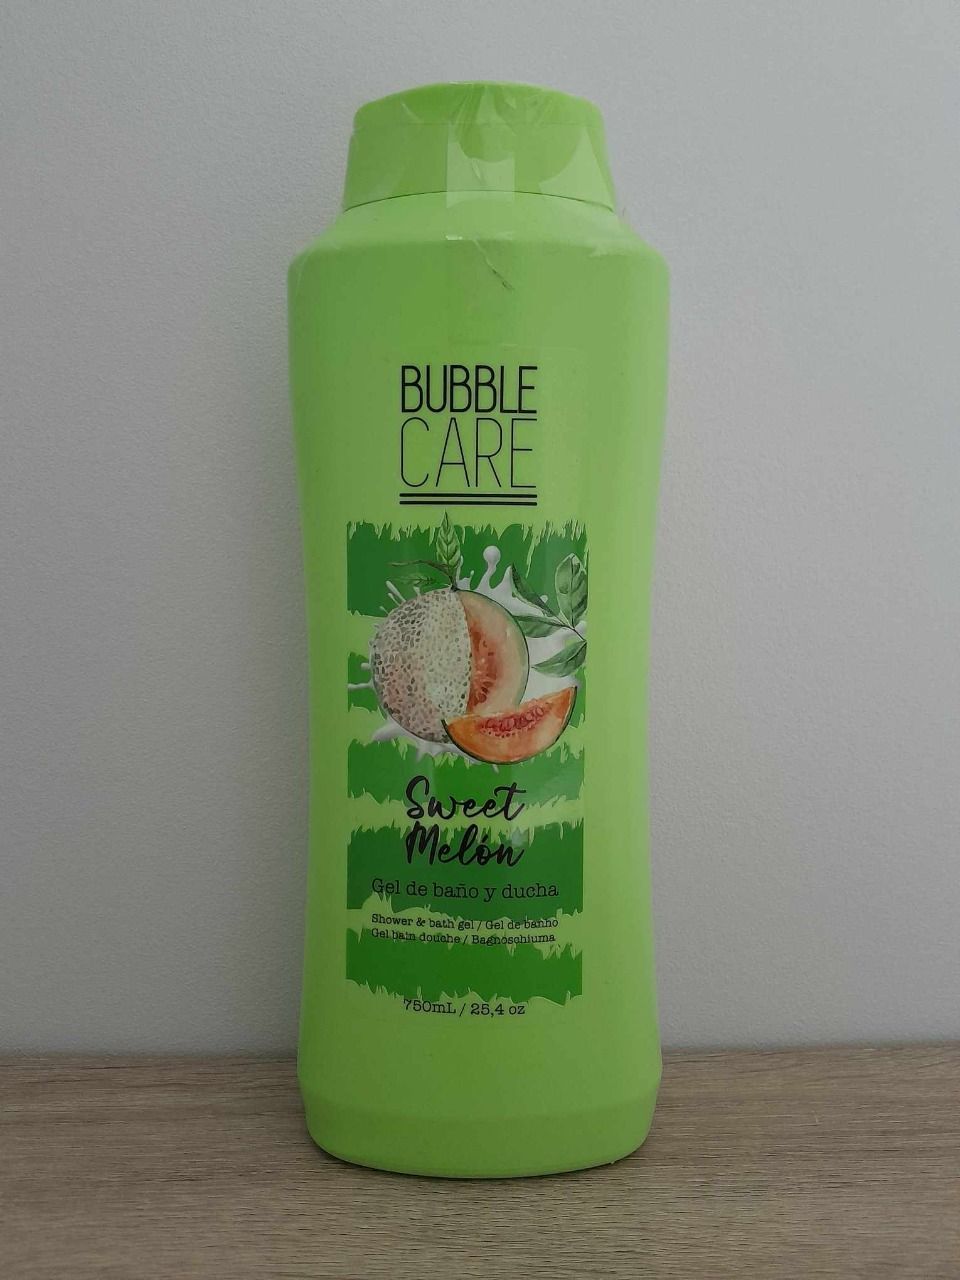 BUBBLE
CARE
Sweet
Melón
Gel de baño y ducha
Shower & bath gel / Gel de banho
Gel bain douche / Bagnoschiuma
750mL / 25,4 oz